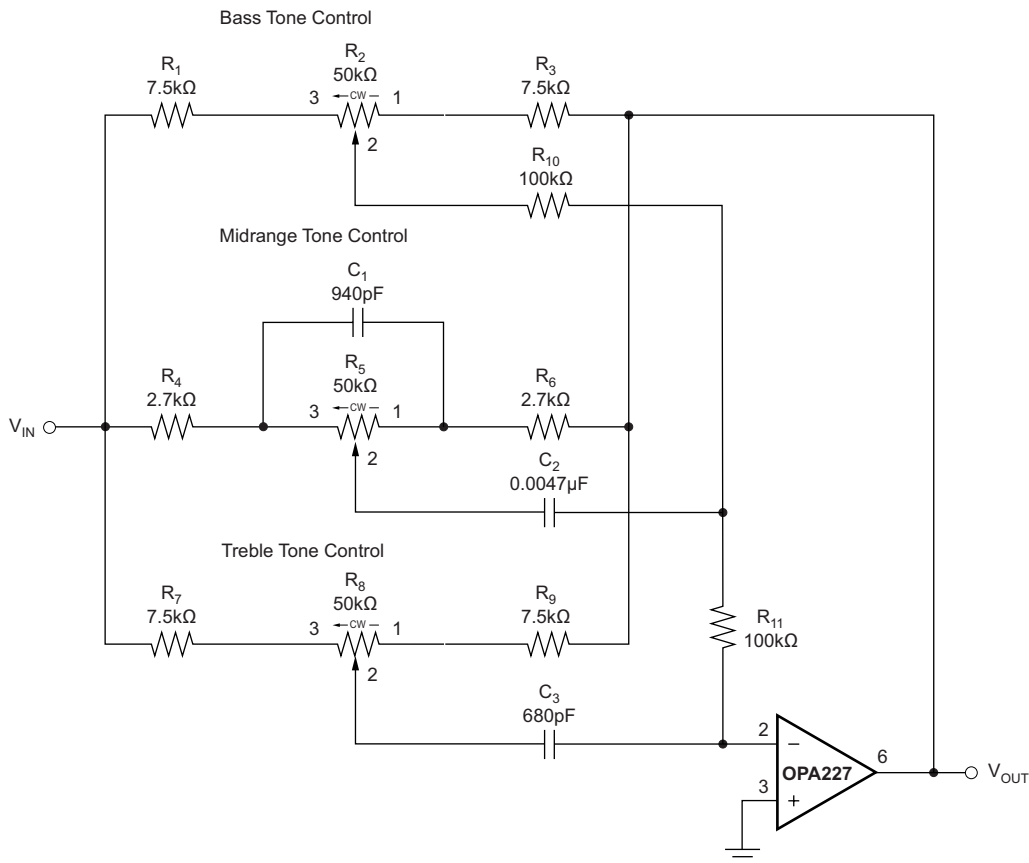 Bass Tone Control
R1
7.5kΩ
R2
50kΩ
3
CW
1
2
R3
7.5kΩ
R10
100kΩ
Midrange Tone Control
C1
940pF
R4
2.7kΩ
R5
50kΩ
3
CW
1
2
R6
2.7kΩ
VIN
C2
0.0047µF
Treble Tone Control
R7
7.5kΩ
R8
50kΩ
3
CW
1
2
R9
7.5kΩ
R11
100kΩ
C3
680pF
2
3
–
+
OPA227
6
VOUT